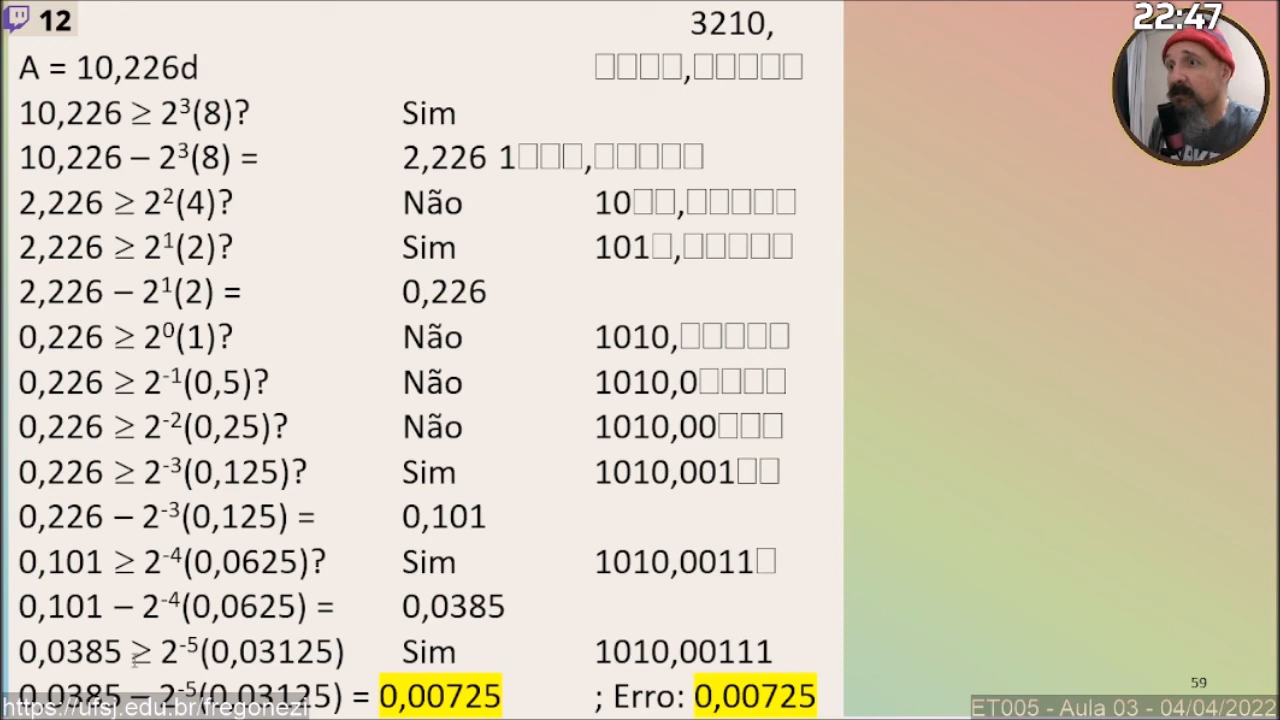 12
3210,
22:47
A = 10,226d □□□□,□□□□□
10,226 ≥ 2³(8)? Sim
10,226 – 2³(8) = 2,226 1□□□,□□□□□
2,226 ≥ 2²(4)? Não 10□□,□□□□□
2,226 ≥ 2¹(2)? Sim 101□,□□□□□
2,226 – 2¹(2) = 0,226
0,226 ≥ 2⁰(1)? Não 1010,□□□□□
0,226 ≥ 2⁻¹(0,5)? Não 1010,0□□□□
0,226 ≥ 2⁻²(0,25)? Não 1010,00□□□
0,226 ≥ 2⁻³(0,125)? Sim 1010,001□□
0,226 – 2⁻³(0,125) = 0,101
0,101 ≥ 2⁻⁴(0,0625)? Sim 1010,0011□
0,101 – 2⁻⁴(0,0625) = 0,0385
0,0385 ≥ 2⁻⁵(0,03125) Sim 1010,00111
0,0385 – 2⁻⁵(0,03125) = 0,00725 ; Erro: 0,00725
59
https://ufsj.edu.br/fregonezi
ET005 - Aula 03 - 04/04/2022